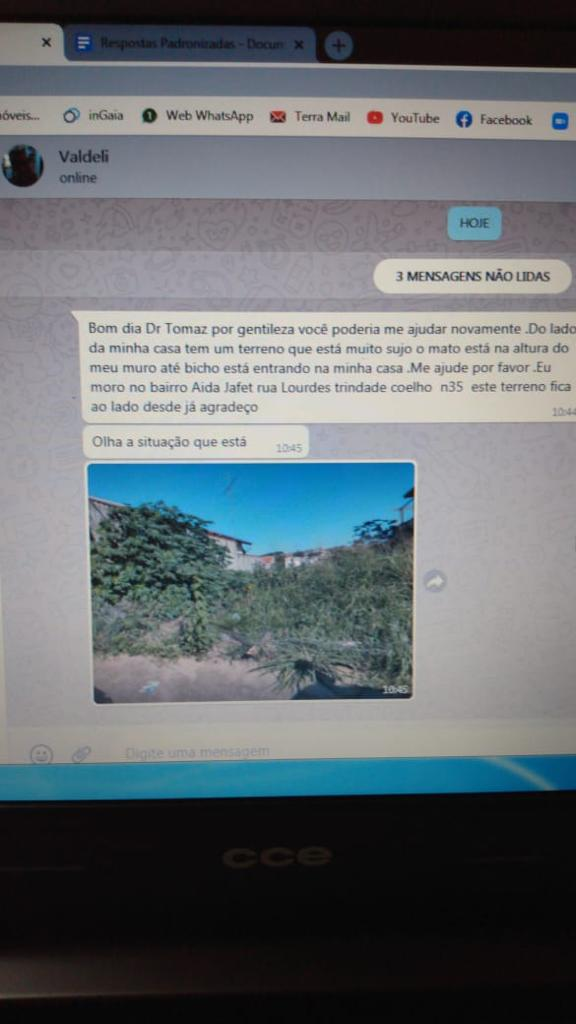 Respostas Padronizadas - Docum
óveis...
inGaia
Web WhatsApp
Terra Mail
YouTube
Facebook
Valdeli
online
HOJE
3 MENSAGENS NÃO LIDAS
Bom dia Dr Tomaz por gentileza você poderia me ajudar novamente .Do lado
da minha casa tem um terreno que está muito sujo o mato está na altura do
meu muro até bicho está entrando na minha casa .Me ajude por favor .Eu
moro no bairro Aida Jafet rua Lourdes trindade coelho n35 este terreno fica
ao lado desde já agradeço
10:44
Olha a situação que está
10:45
10:45
Digite uma mensagem
cce